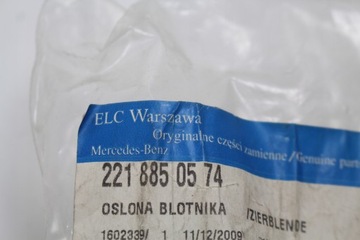 ELC Warszawa
Oryginalne części zamienne / Genuine
Mercedes-Benz
221 885 05 74
OSLONA BLOTNIKA
ZIERBLENDE
1602339/ 1 11/12/2009